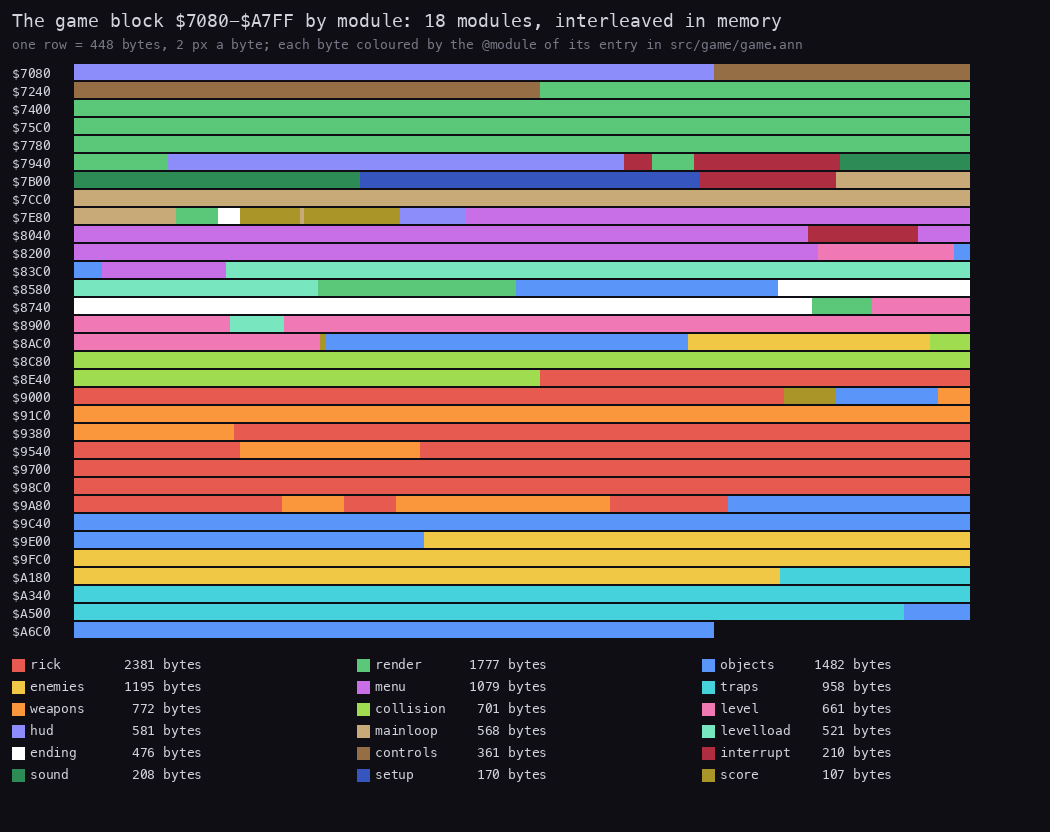 The game block $7080–$A7FF by module: 18 modules, interleaved in memory
one row = 448 bytes, 2 px a byte; each byte coloured by the @module of its entry in src/game/game.ann
$7080
$7240
$7400
$75C0
$7780
$7940
$7B00
$7CC0
$7E80
$8040
$8200
$83C0
$8580
$8740
$8900
$8AC0
$8C80
$8E40
$9000
$91C0
$9380
$9540
$9700
$98C0
$9A80
$9C40
$9E00
$9FC0
$A180
$A340
$A500
$A6C0
rick 2381 bytes render 1777 bytes objects 1482 bytes
enemies 1195 bytes menu 1079 bytes traps 958 bytes
weapons 772 bytes collision 701 bytes level 661 bytes
hud 581 bytes mainloop 568 bytes levelload 521 bytes
ending 476 bytes controls 361 bytes interrupt 210 bytes
sound 208 bytes setup 170 bytes score 107 bytes